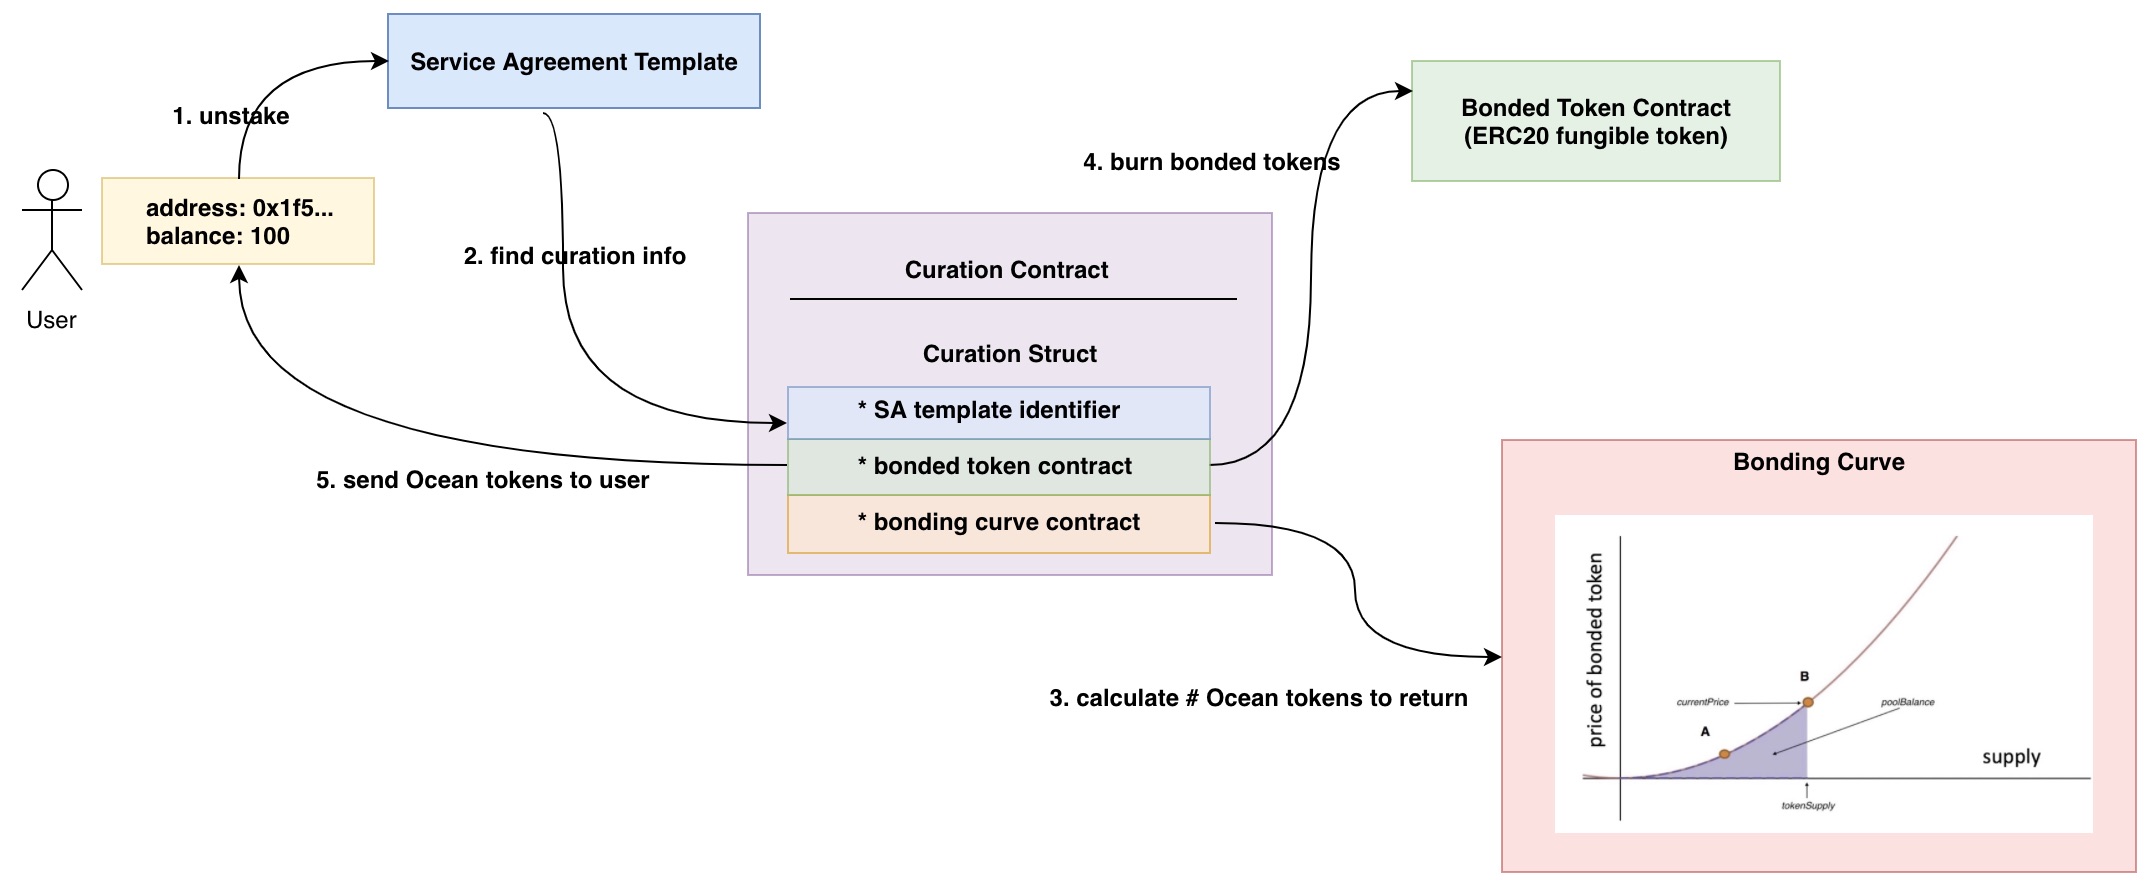 Service Agreement Template
1. unstake
address: 0x1f5...
balance: 100
User
2. find curation info
4. burn bonded tokens
Bonded Token Contract
(ERC20 fungible token)
Curation Contract
Curation Struct
* SA template identifier
* bonded token contract
* bonding curve contract
5. send Ocean tokens to user
3. calculate # Ocean tokens to return
Bonding Curve
price of bonded token
B
currentPrice
poolBalance
A
supply
tokenSupply